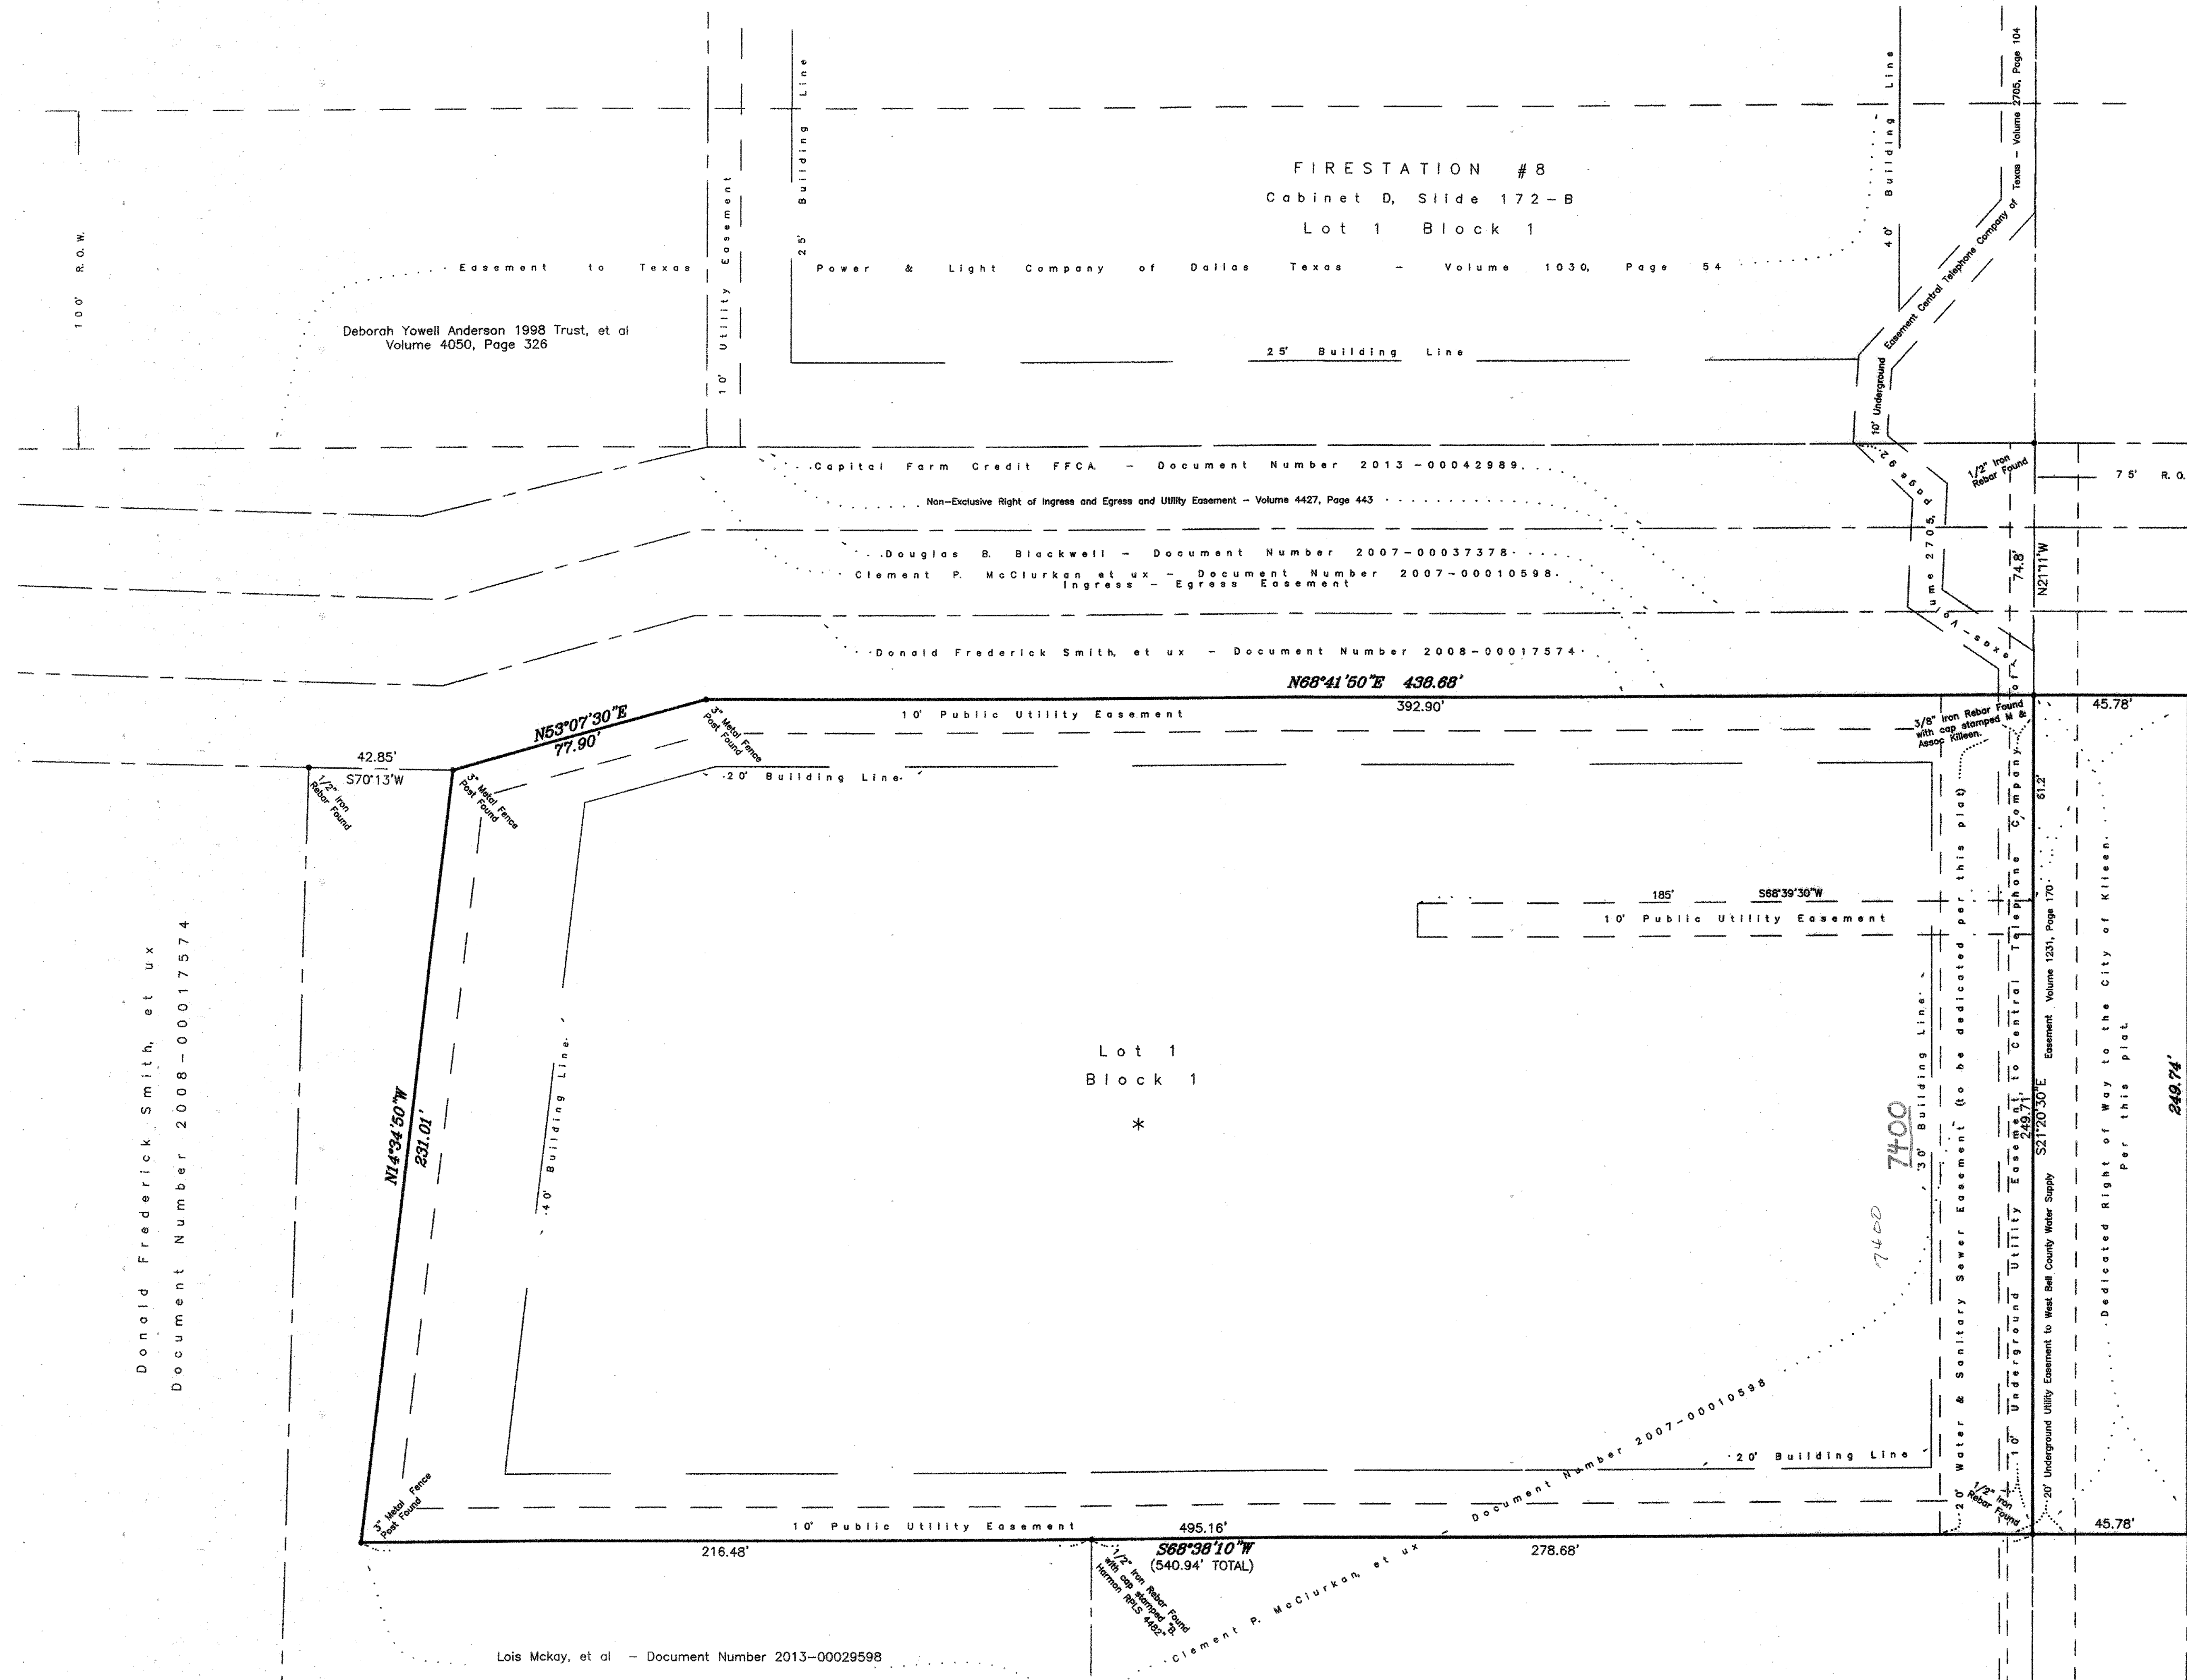 100' R.O.W.
10' Utility Easement
25' Building Line
FIRESTATION #8
Cabinet D, Slide 172-B
Lot 1 Block 1
40' Building Line
Easement to Texas Power & Light Company of Dallas Texas - Volume 1030, Page 54
Deborah Yowell Anderson 1998 Trust, et al
Volume 4050, Page 326
25' Building Line
10' Underground Easement Central Telephone Company of Texas - Volume 2705, Page 104
Capital Farm Credit FFCA. - Document Number 2013-00042989.
Non-Exclusive Right of Ingress and Egress and Utility Easement - Volume 4427, Page 443
Douglas B. Blackwell - Document Number 2007-00037378
Clement P. McClurkan et ux - Document Number 2007-00010598.
Ingress - Egress Easement
Donald Frederick Smith, et ux - Document Number 2008-00017574
1/2" Iron
Rebar Found
75' R.O.
74.8'
N21°11'W
N68°41'50"E 438.68'
392.90'
45.78'
10' Public Utility Easement
N53°07'30"E
77.90'
42.85'
S70°13'W
1/2" Iron
Rebar Found
3" Metal Fence
Post Found
3" Metal Fence
Post Found
20' Building Line
3/8" Iron Rebar Found
with cap stamped M &
Assoc Killeen.
61.2'
185' S68°39'30"W
10' Public Utility Easement
Donald Frederick Smith, et ux
Document Number 2008-00017574
N14°34'50"W
231.01'
40' Building Line
Lot 1
Block 1
*
7400
7400
30' Building Line
20' Water & Sanitary Sewer Easement (to be dedicated per this plat)
10' Underground Utility Easement, to Central Telephone Company of Texas - Volume 2705, Page 92
249.71'
S21°20'30"E
20' Underground Utility Easement to West Bell County Water Supply Easement Volume 1231, Page 170
Dedicated Right of Way to the City of Killeen.
Per this plat.
249.74'
20' Building Line
3" Metal Fence
Post Found
1/2" Iron
Rebar Found
10' Public Utility Easement
495.16'
S68°38'10"W
(540.94' TOTAL)
216.48'
278.68'
45.78'
1/2" Iron Rebar Found
with cap stamped "B.
Harmon RPLS 4482"
Clement P. McClurkan, et ux Document Number 2007-00010598
Lois Mckay, et al - Document Number 2013-00029598